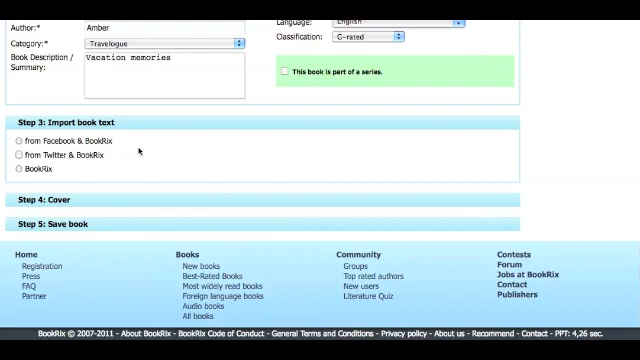 Author:* Amber
Language: English
Category:* Travelogue
Classification: G-rated
Book Description / Summary: Vacation memories
This book is part of a series.
Step 3: Import book text
from Facebook & BookRix
from Twitter & BookRix
BookRix
Step 4: Cover
Step 5: Save book
Home
Registration
Press
FAQ
Partner
Books
New books
Best-Rated Books
Most widely read books
Foreign language books
Audio books
All books
Community
Groups
Top rated authors
New users
Literature Quiz
Contests
Forum
Jobs at BookRix
Contact
Publishers
BookRix © 2007-2011 - About BookRix - BookRix Code of Conduct - General Terms and Conditions - Privacy policy - About us - Recommend - Contact - PPT: 4,26 sec.